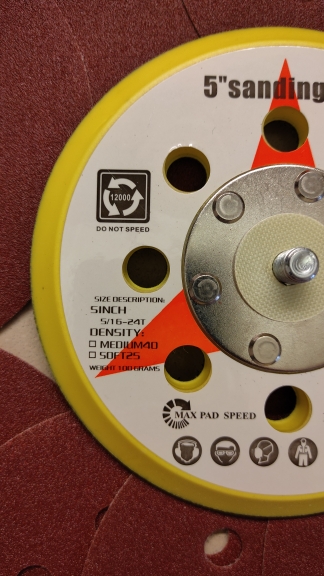 5"sanding
12000
DO NOT SPEED
SIZE DESCRIPTION:
5INCH
5/16-24T
DENSITY:
MEDIUM40
SOFT25
WEIGHT 100 GRAMS
MAX PAD SPEED